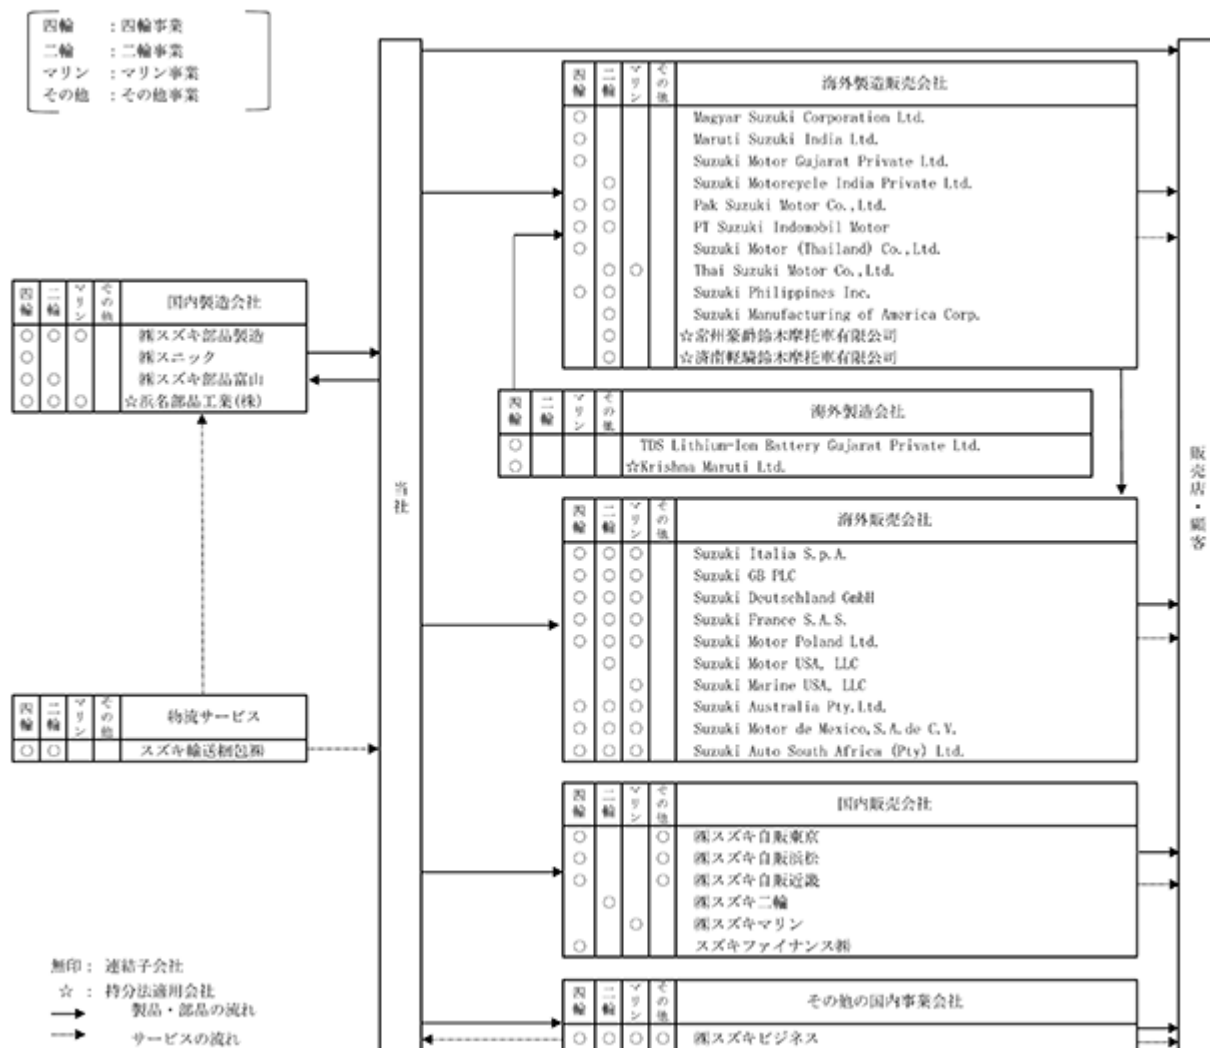 四輪 ：四輪事業
二輪 ：二輪事業
マリン ：マリン事業
その他 ：その他事業
四輪 二輪 マリン その他 国内製造会社
○ ○ ○ ㈱スズキ部品製造
○ ㈱スニック
○ ○ ㈱スズキ部品富山
○ ○ ○ ☆浜名部品工業(株)
四輪 二輪 マリン その他 物流サービス
○ ○ スズキ輸送梱包㈱
無印： 連結子会社
☆ ： 持分法適用会社
製品・部品の流れ
サービスの流れ
当社
四輪 二輪 マリン その他 海外製造販売会社
○ Magyar Suzuki Corporation Ltd.
○ Maruti Suzuki India Ltd.
○ Suzuki Motor Gujarat Private Ltd.
○ Suzuki Motorcycle India Private Ltd.
○ ○ Pak Suzuki Motor Co.,Ltd.
○ ○ PT Suzuki Indomobil Motor
○ Suzuki Motor (Thailand) Co.,Ltd.
○ ○ Thai Suzuki Motor Co.,Ltd.
○ ○ Suzuki Philippines Inc.
○ Suzuki Manufacturing of America Corp.
○ ☆常州豪爵鈴木摩托車有限公司
○ ☆済南軽騎鈴木摩托車有限公司
四輪 二輪 マリン その他 海外製造会社
○ TDS Lithium-Ion Battery Gujarat Private Ltd.
○ ☆Krishna Maruti Ltd.
四輪 二輪 マリン その他 海外販売会社
○ ○ ○ Suzuki Italia S.p.A.
○ ○ ○ Suzuki GB PLC
○ ○ ○ Suzuki Deutschland GmbH
○ ○ ○ Suzuki France S.A.S.
○ ○ ○ Suzuki Motor Poland Ltd.
○ Suzuki Motor USA, LLC
○ Suzuki Marine USA, LLC
○ ○ ○ Suzuki Australia Pty.Ltd.
○ ○ ○ Suzuki Motor de Mexico,S.A.de C.V.
○ ○ ○ Suzuki Auto South Africa (Pty) Ltd.
四輪 二輪 マリン その他 国内販売会社
○ ○ ㈱スズキ自販東京
○ ○ ㈱スズキ自販浜松
○ ○ ㈱スズキ自販近畿
○ ㈱スズキ二輪
○ ㈱スズキマリン
○ スズキファイナンス㈱
四輪 二輪 マリン その他 その他の国内事業会社
○ ○ ○ ○ ㈱スズキビジネス
販売店・顧客